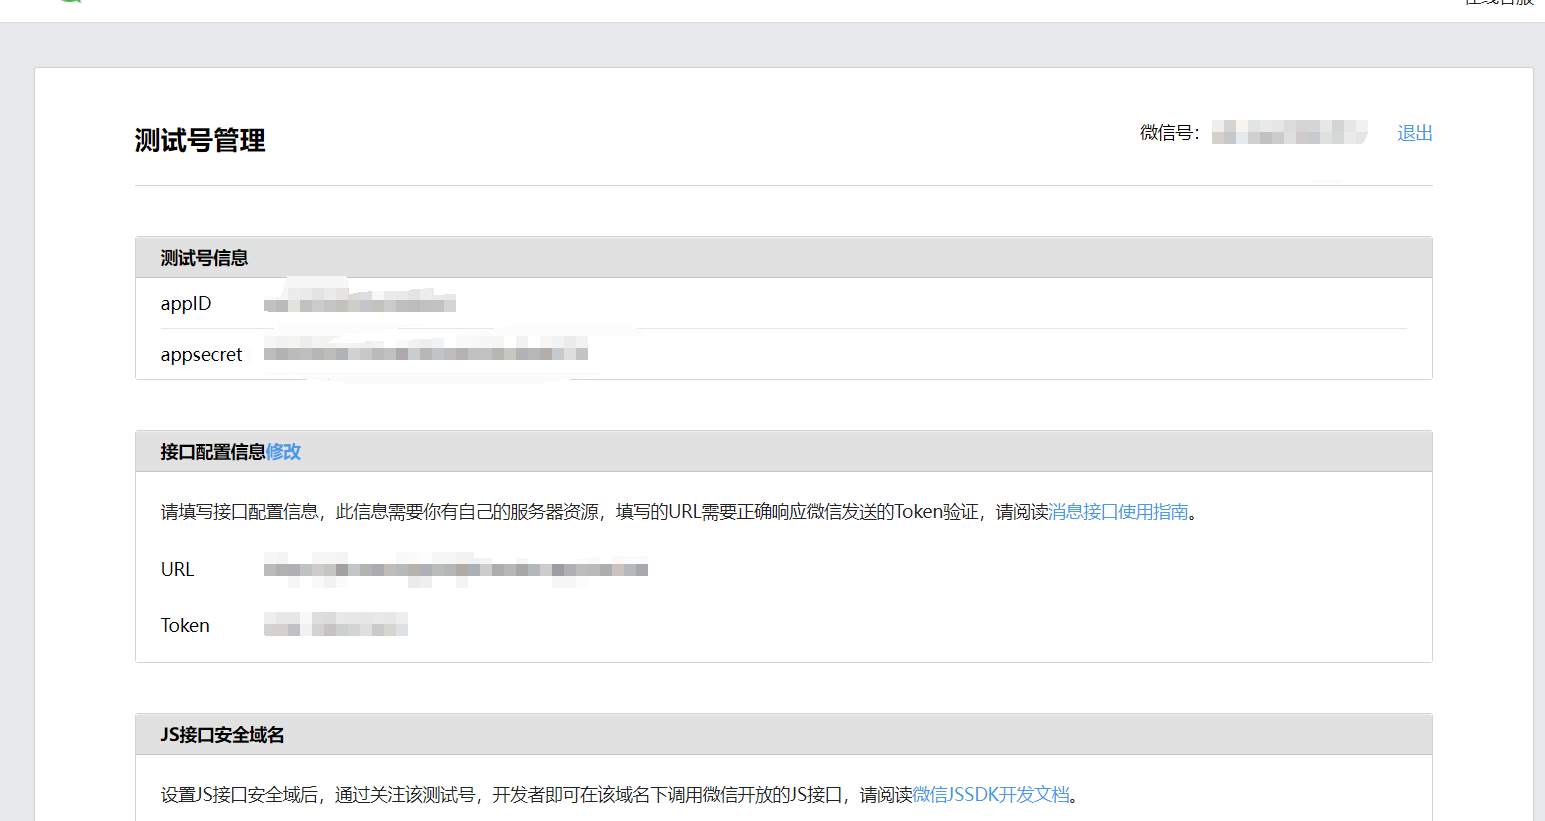 测试号管理
微信号：
退出
测试号信息
appID
appsecret
接口配置信息修改
请填写接口配置信息，此信息需要你有自己的服务器资源，填写的URL需要正确响应微信发送的Token验证，请阅读消息接口使用指南。
URL
Token
JS接口安全域名
设置JS接口安全域后，通过关注该测试号，开发者即可在该域名下调用微信开放的JS接口，请阅读微信JSSDK开发文档。